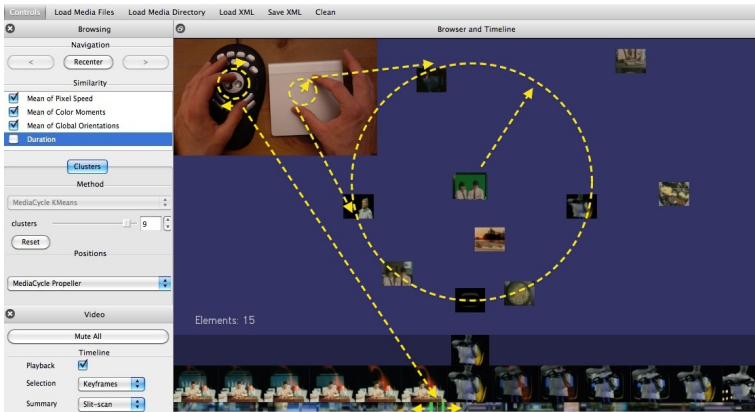 Controls Load Media Files Load Media Directory Load XML Save XML Clean
Browsing
Browser and Timeline
Navigation
< Recenter >
Similarity
Mean of Pixel Speed
Mean of Color Moments
Mean of Global Orientations
Duration
Clusters
Method
MediaCycle KMeans
clusters 9
Reset
Positions
MediaCycle Propeller
Elements: 15
Video
Mute All
Timeline
Playback
Selection Keyframes
Summary Slit-scan